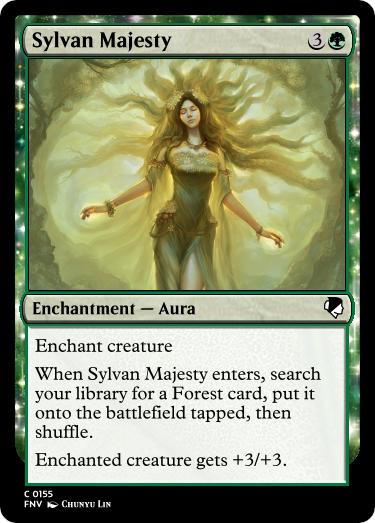 Sylvan Majesty 3
Enchantment — Aura
Enchant creature
When Sylvan Majesty enters, search
your library for a Forest card, put it
onto the battlefield tapped, then
shuffle.
Enchanted creature gets +3/+3.
C 0155
FNV Chunyu Lin